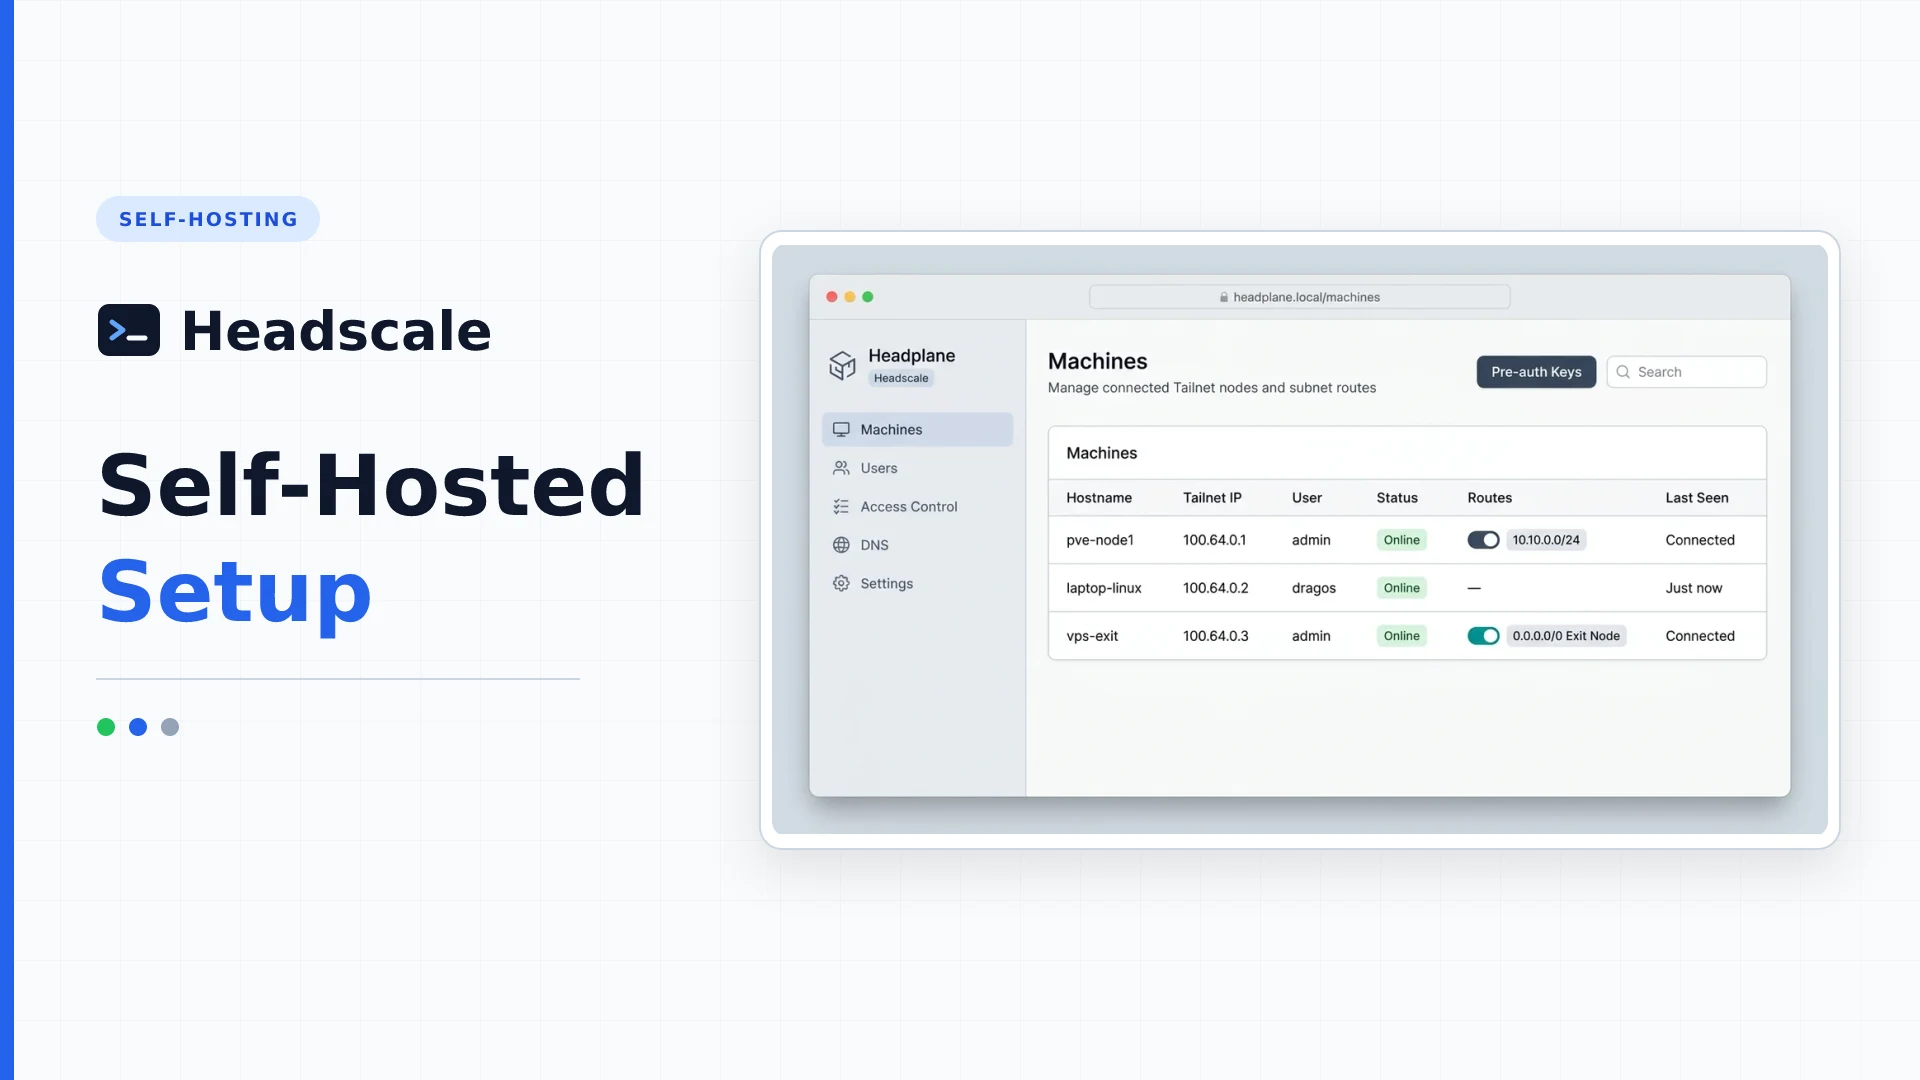 SELF-HOSTING
Headscale
Self-Hosted
Setup
headplane.local/machines
Headplane
Headscale
Machines
Users
Access Control
DNS
Settings
Machines
Manage connected Tailnet nodes and subnet routes
Pre-auth Keys
Search
Machines
Hostname Tailnet IP User Status Routes Last Seen
pve-node1 100.64.0.1 admin Online 10.10.0.0/24 Connected
laptop-linux 100.64.0.2 dragos Online — Just now
vps-exit 100.64.0.3 admin Online 0.0.0.0/0 Exit Node Connected